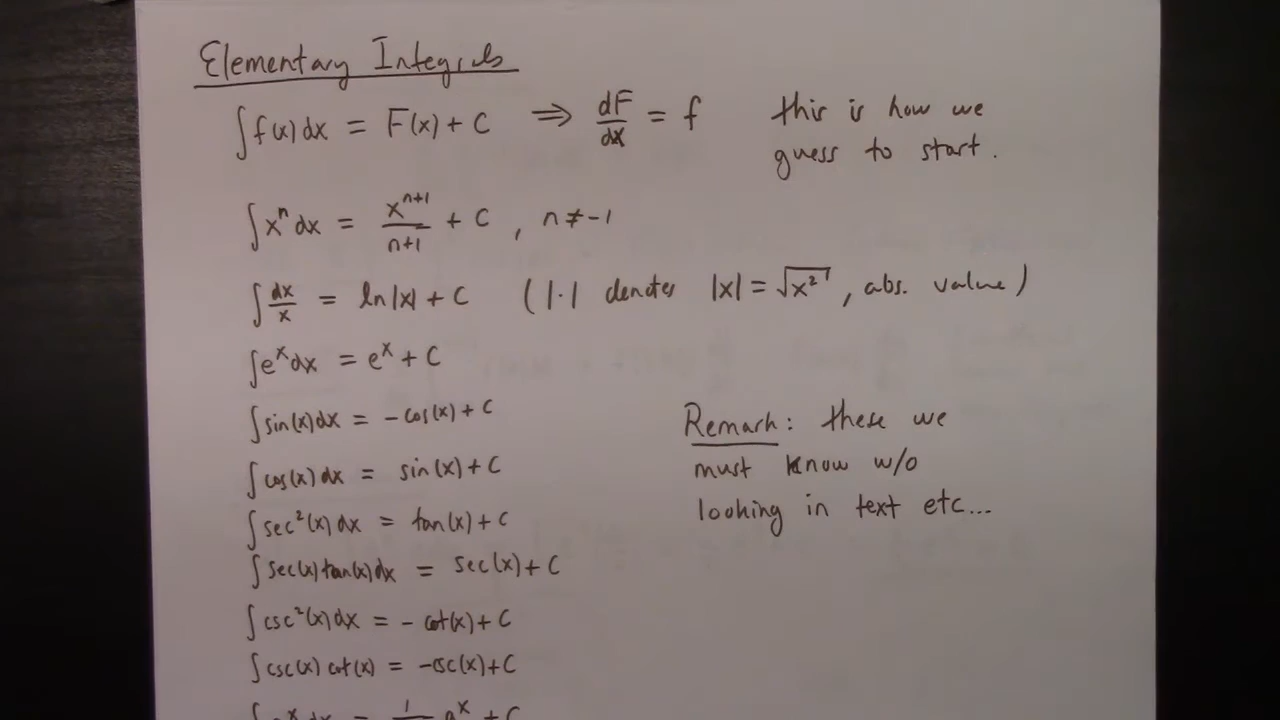 Elementary Integrals
∫f(x)dx = F(x) + C ⇒ dF/dx = f this is how we
guess to start.
∫xⁿdx = xⁿ⁺¹/n+1 + C , n ≠ -1
∫dx/x = ln|x| + C (|·| denotes |x| = √x² , abs. value)
∫eˣdx = eˣ + C
∫sin(x)dx = -cos(x) + C
∫cos(x)dx = sin(x) + C
Remark: these we
must know w/o
looking in text etc...
∫sec²(x)dx = tan(x) + C
∫sec(x)tan(x)dx = sec(x) + C
∫csc²(x)dx = -cot(x) + C
∫csc(x)cot(x) = -csc(x) + C